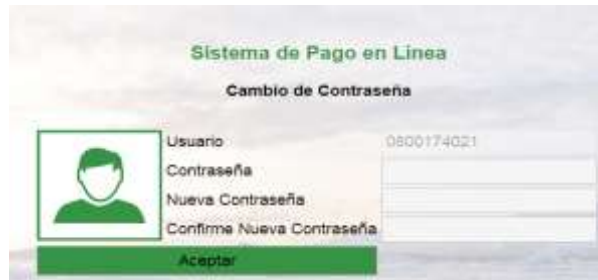 Sistema de Pago en Linea
Cambio de Contraseña
Usuario 0800174021
Contraseña
Nueva Contraseña
Confirme Nueva Contraseña
Aceptar